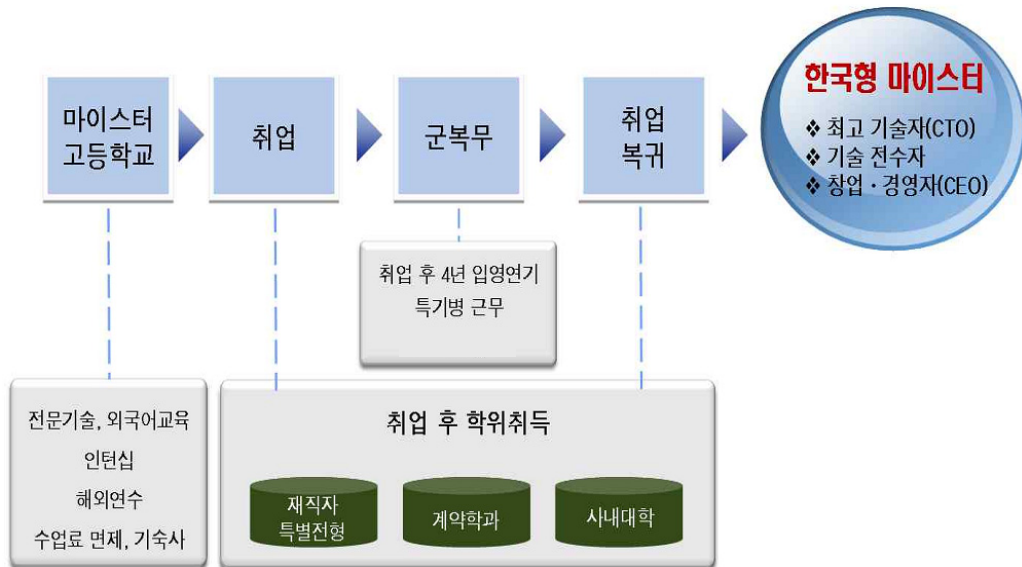 마이스터
고등학교
취업
군복무
취업
복귀
한국형 마이스터
❖ 최고 기술자(CTO)
❖ 기술 전수자
❖ 창업・경영자(CEO)
취업 후 4년 입영연기
특기병 근무
전문기술, 외국어교육
인턴십
해외연수
수업료 면제, 기숙사
취업 후 학위취득
재직자
특별전형
계약학과
사내대학